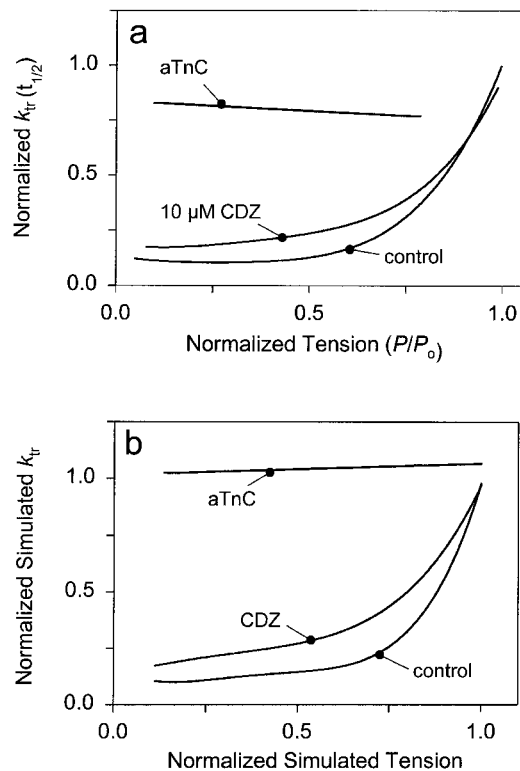 a
Normalized k_tr (t_1/2)
1.0
0.5
0.0
aTnC
10 µM CDZ
control
0.0 0.5 1.0
Normalized Tension (P/P_o)
b
Normalized Simulated k_tr
1.0
0.5
0.0
aTnC
CDZ
control
0.0 0.5 1.0
Normalized Simulated Tension